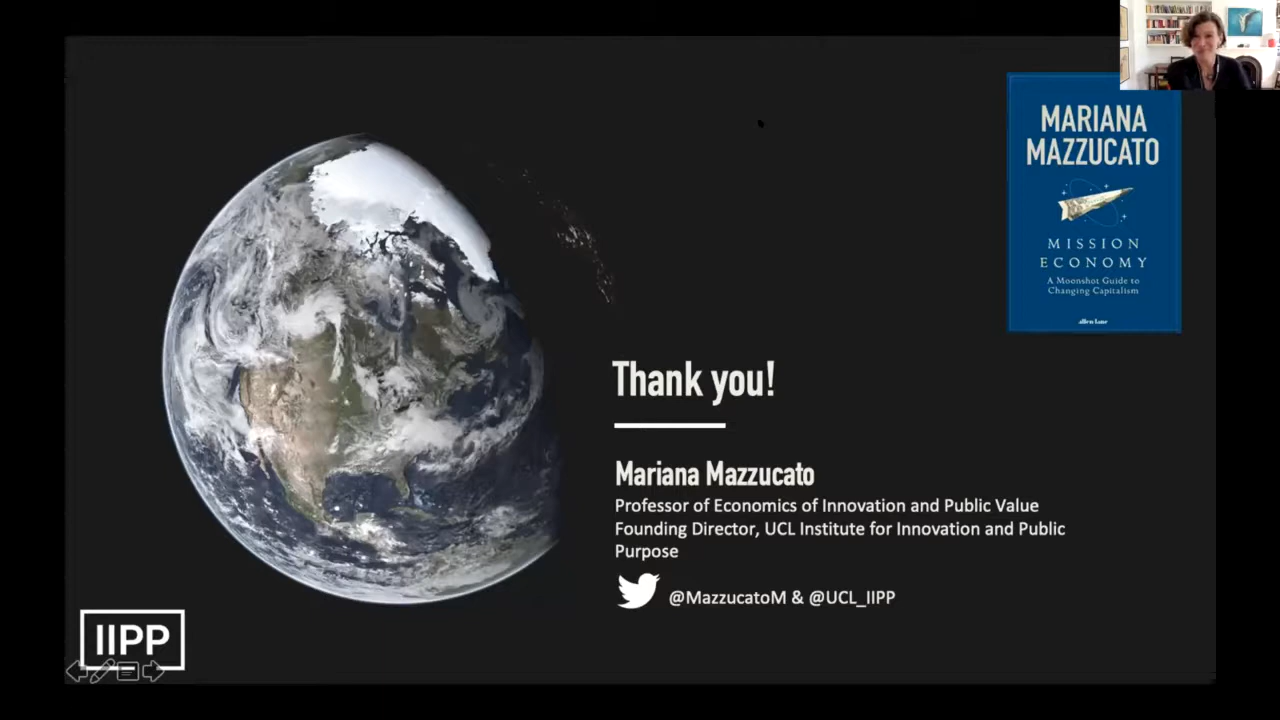 MARIANA
MAZZUCATO
MISSION
ECONOMY
A Moonshot Guide to
Changing Capitalism
allen lane
Thank you!
Mariana Mazzucato
Professor of Economics of Innovation and Public Value
Founding Director, UCL Institute for Innovation and Public
Purpose
@MazzucatoM & @UCL_IIPP
IIPP